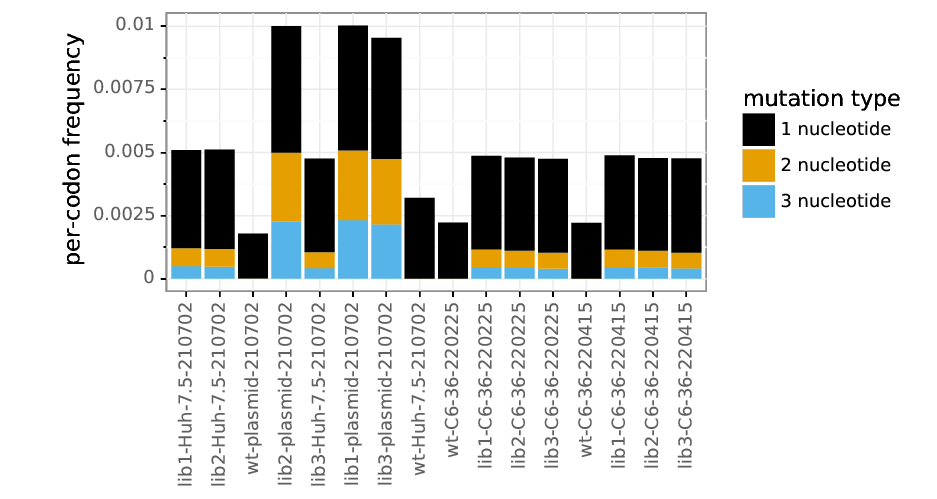 per-codon frequency
0.01
0.0075
0.005
0.0025
0
lib1-Huh-7.5-210702
lib2-Huh-7.5-210702
wt-plasmid-210702
lib2-plasmid-210702
lib3-Huh-7.5-210702
lib1-plasmid-210702
lib3-plasmid-210702
wt-Huh-7.5-210702
wt-C6-36-220225
lib1-C6-36-220225
lib2-C6-36-220225
lib3-C6-36-220225
wt-C6-36-220415
lib1-C6-36-220415
lib2-C6-36-220415
lib3-C6-36-220415
mutation type
1 nucleotide
2 nucleotide
3 nucleotide